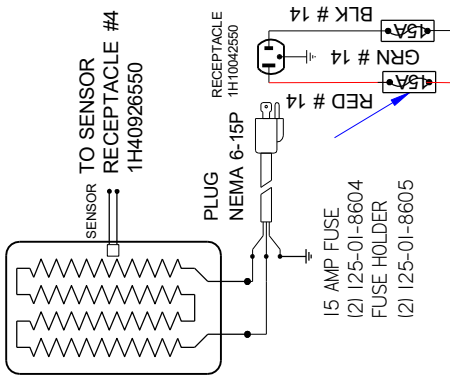 SENSOR
TO SENSOR
RECEPTACLE #4
1H40926550
PLUG
NEMA 6-15P
RECEPTACLE
1H10042550
BLK # 14
15A
GRN # 14
15A
RED # 14
15 AMP FUSE
(2) 125-01-8604
FUSE HOLDER
(2) 125-01-8605